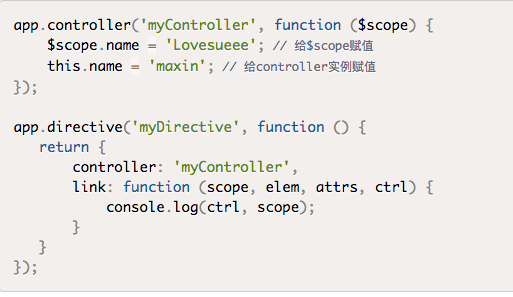 app.controller('myController', function ($scope) {
    $scope.name = 'Lovesueee'; // 给$scope赋值
    this.name = 'maxin'; // 给controller实例赋值
});

app.directive('myDirective', function () {
   return {
       controller: 'myController',
       link: function (scope, elem, attrs, ctrl) {
           console.log(ctrl, scope);
       }
   }
});